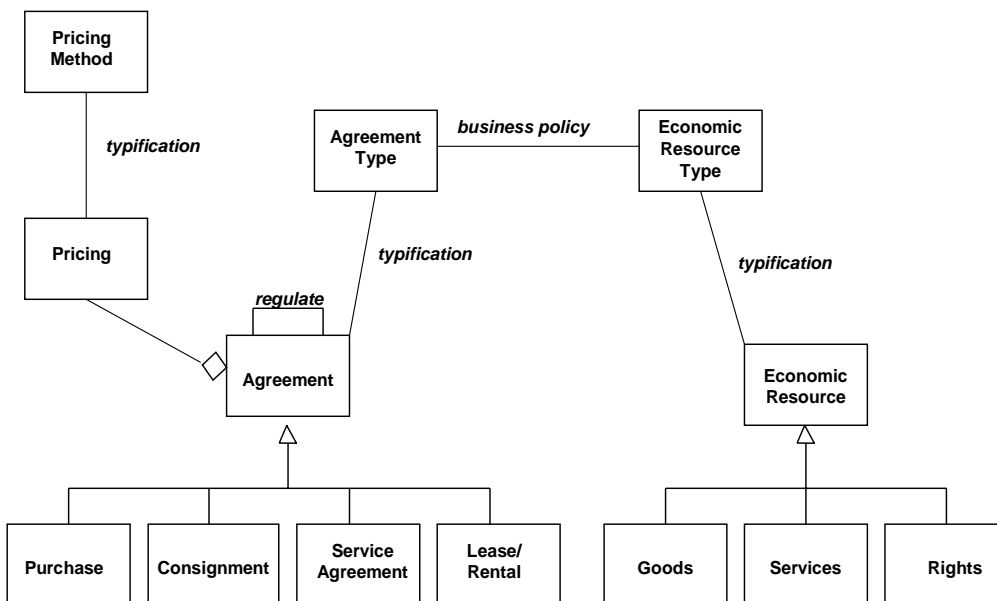 Pricing
Method
typification
Agreement
Type
business policy
Economic
Resource
Type
Pricing
typification
typification
regulate
Agreement
Economic
Resource
Purchase
Consignment
Service
Agreement
Lease/
Rental
Goods
Services
Rights